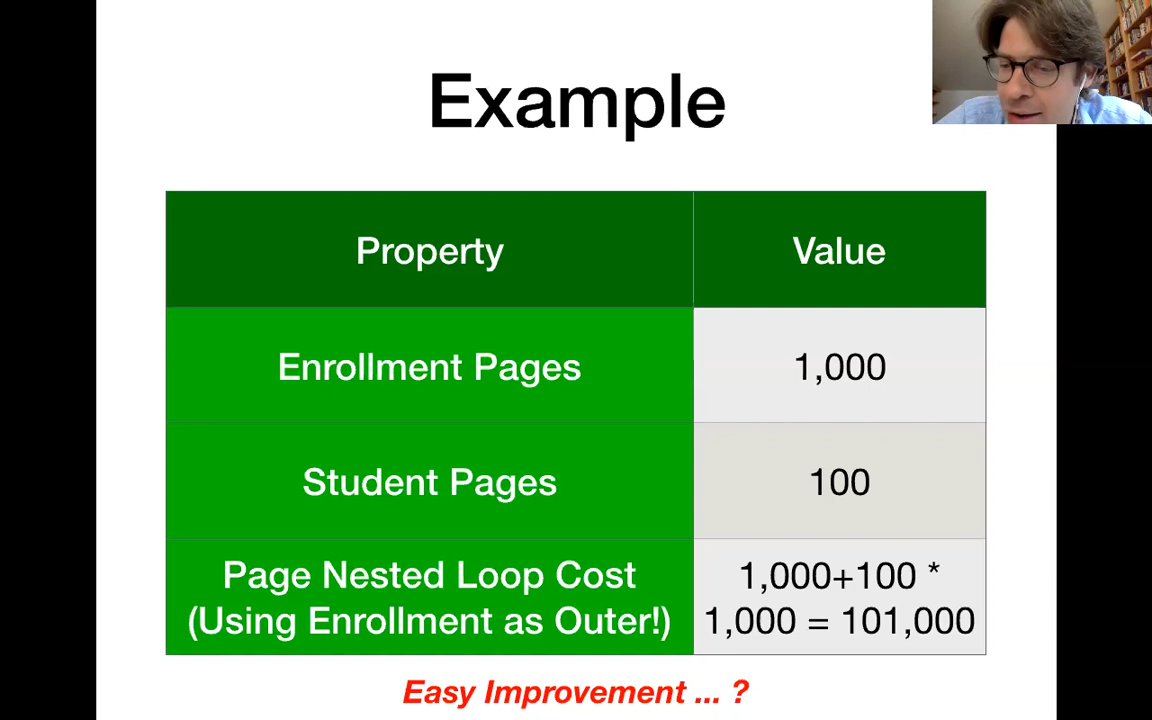 Example
Property
Value
Enrollment Pages
1,000
Student Pages
100
Page Nested Loop Cost
(Using Enrollment as Outer!)
1,000+100 *
1,000 = 101,000
Easy Improvement ... ?